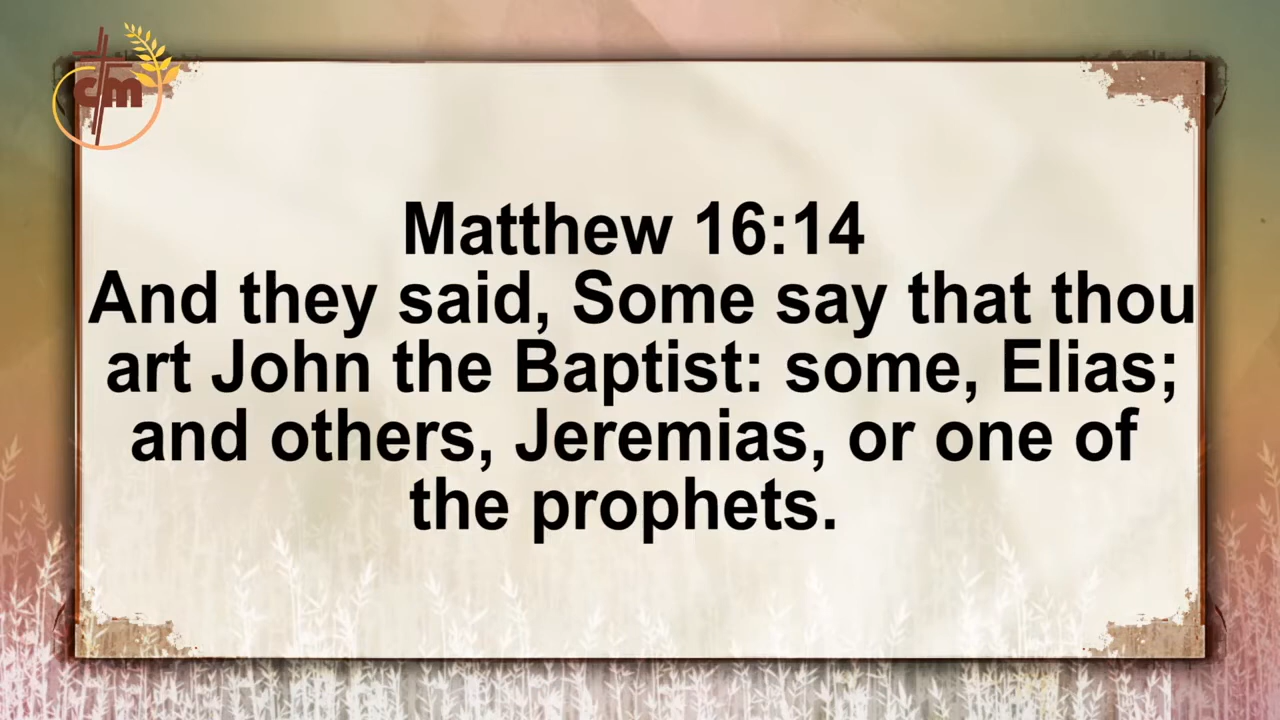 cm
Matthew 16:14
And they said, Some say that thou
art John the Baptist: some, Elias;
and others, Jeremias, or one of
the prophets.